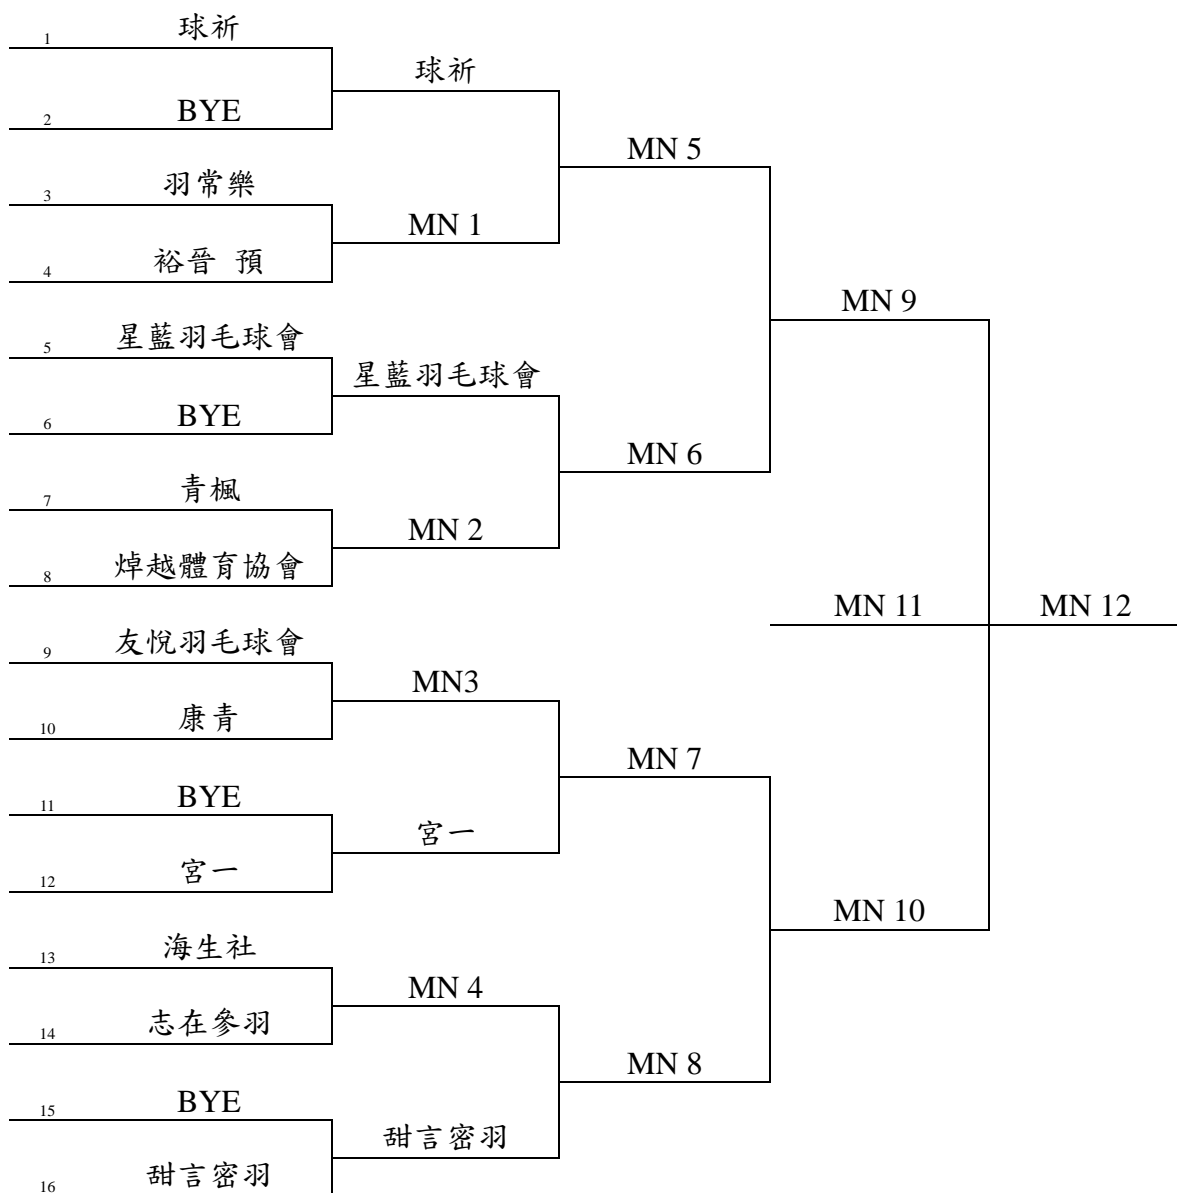 1 球祈
球祈
2 BYE
MN 5
3 羽常樂
MN 1
4 裕晉 預
MN 9
5 星藍羽毛球會
星藍羽毛球會
6 BYE
MN 6
7 青楓
MN 2
8 焯越體育協會
MN 11 MN 12
9 友悅羽毛球會
MN3
10 康青
MN 7
11 BYE
宮一
12 宮一
MN 10
13 海生社
MN 4
14 志在參羽
MN 8
15 BYE
甜言密羽
16 甜言密羽